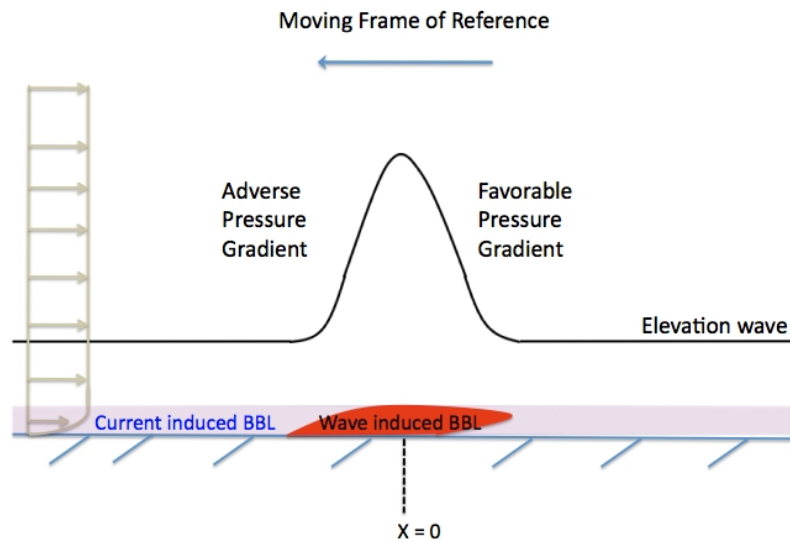 Moving Frame of Reference
Adverse
Pressure
Gradient
Favorable
Pressure
Gradient
Elevation wave
Current induced BBL
Wave induced BBL
X = 0